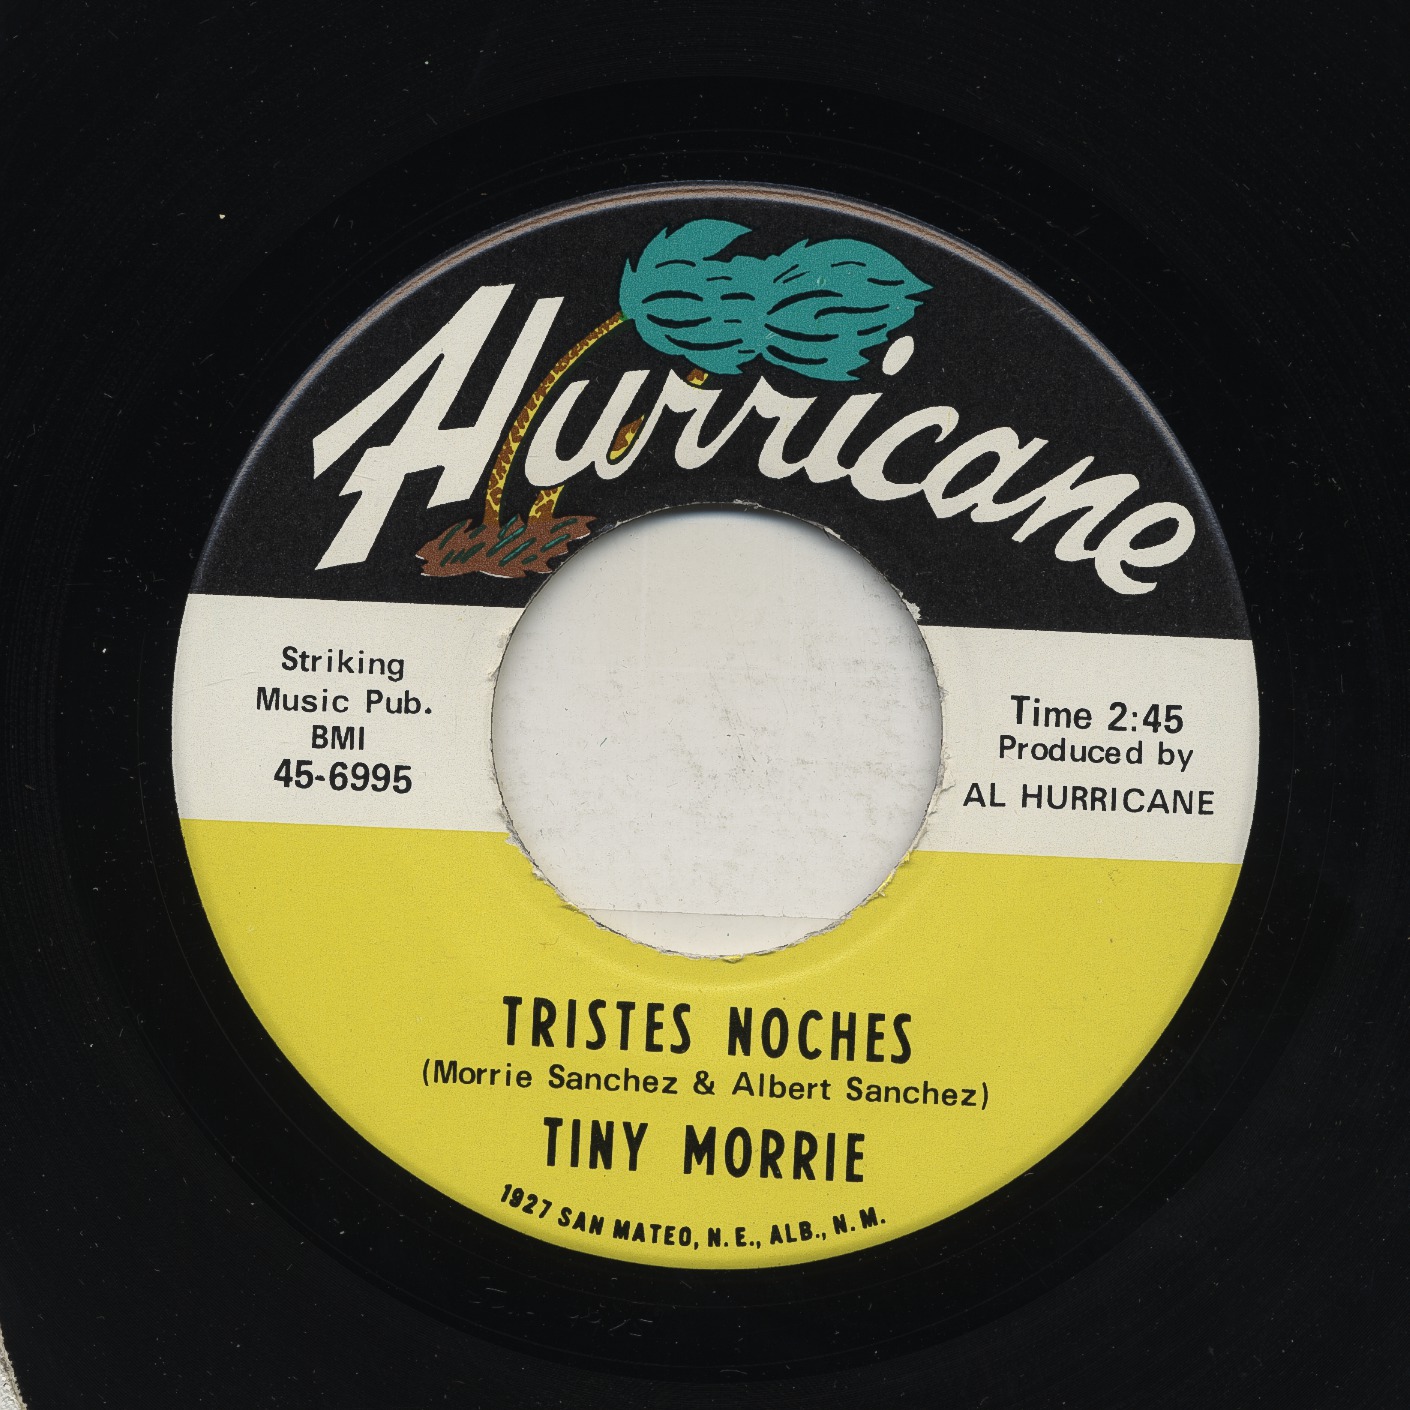 Hurricane
Striking
Music Pub.
BMI
45-6995
Time 2:45
Produced by
AL HURRICANE
TRISTES NOCHES
(Morrie Sanchez & Albert Sanchez)
TINY MORRIE
1927 SAN MATEO, N.E., ALB., N.M.